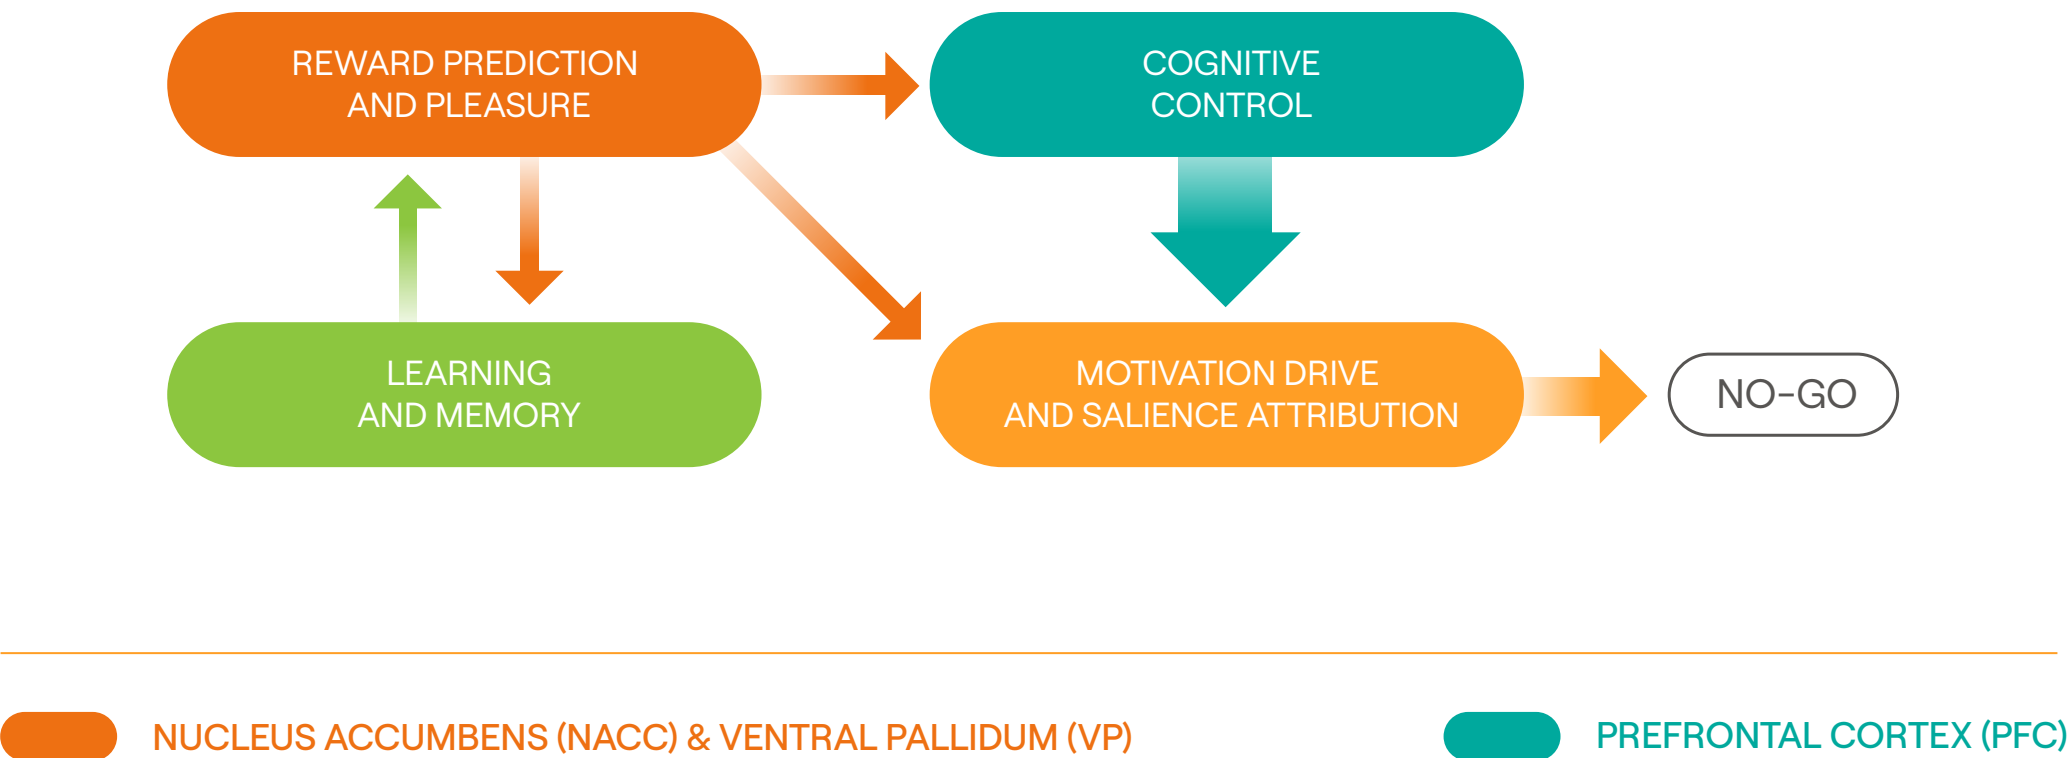 REWARD PREDICTION
AND PLEASURE
COGNITIVE
CONTROL
LEARNING
AND MEMORY
MOTIVATION DRIVE
AND SALIENCE ATTRIBUTION
NO-GO
NUCLEUS ACCUMBENS (NACC) & VENTRAL PALLIDUM (VP)
PREFRONTAL CORTEX (PFC)